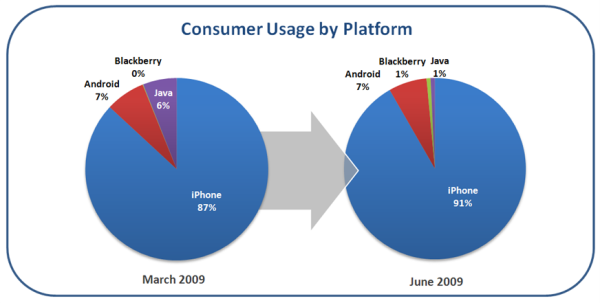 Consumer Usage by Platform
Blackberry
0%
Android
7%
Java
6%
iPhone
87%
March 2009
Blackberry
1%
Java
1%
Android
7%
iPhone
91%
June 2009